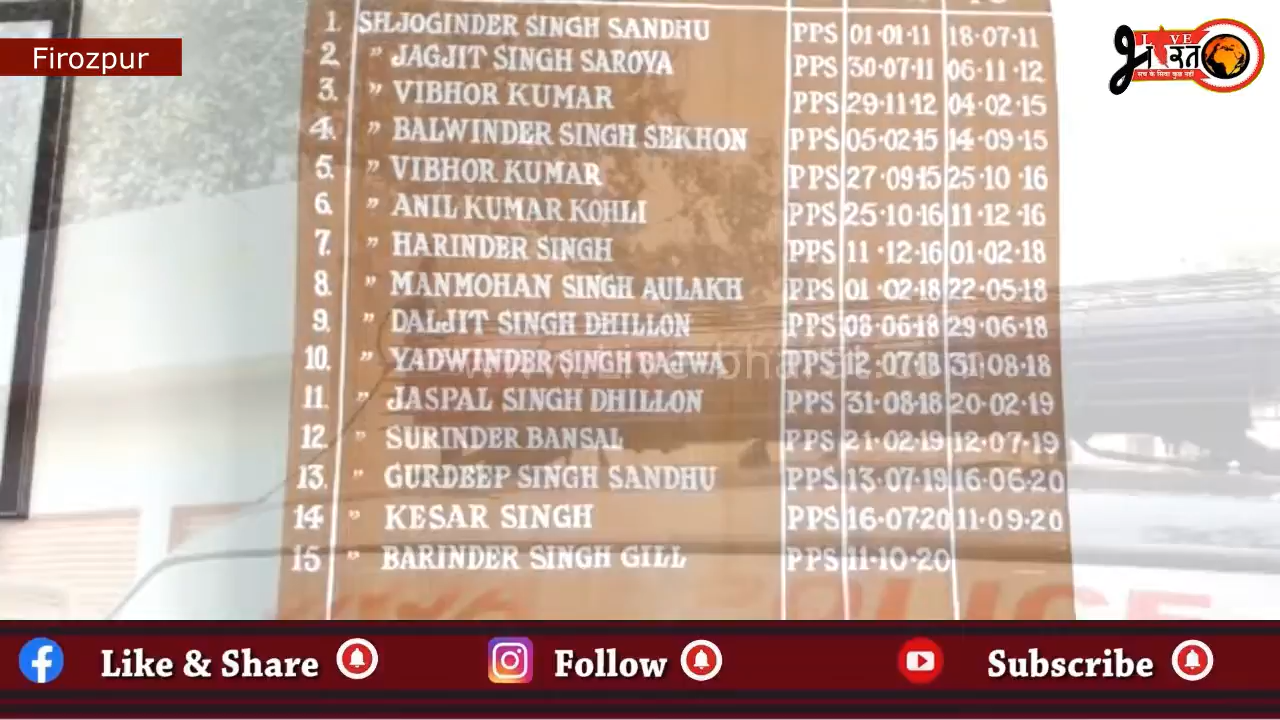 Firozpur
LIVE
भारत
सच के सिवा कुछ नहीं
1. SH.JOGINDER SINGH SANDHU PPS 01·01·11 18·07·11
2. " JAGJIT SINGH SAROYA PPS 30·07·11 06·11·12
3. " VIBHOR KUMAR PPS 29·11·12 04·02·15
4. " BALWINDER SINGH SEKHON PPS 05·02·15 14·09·15
5. " VIBHOR KUMAR PPS 27·09·15 25·10·16
6. " ANIL KUMAR KOHLI PPS 25·10·16 11·12·16
7. " HARINDER SINGH PPS 11·12·16 01·02·18
8. " MANMOHAN SINGH AULAKH PPS 01·02·18 22·05·18
9. " DALJIT SINGH DHILLON PPS 08·06·18 29·06·18
10. " YADWINDER SINGH BAJWA PPS 12·07·18 31·08·18
11. " JASPAL SINGH DHILLON PPS 31·08·18 20·02·19
12. " SURINDER BANSAL PPS 21·02·19 12·07·19
13. " GURDEEP SINGH SANDHU PPS 13·07·19 16·06·20
14 " KESAR SINGH PPS 16·07·20 11·09·20
15 " BARINDER SINGH GILL PPS 11·10·20
POLICE
Like & Share Follow Subscribe